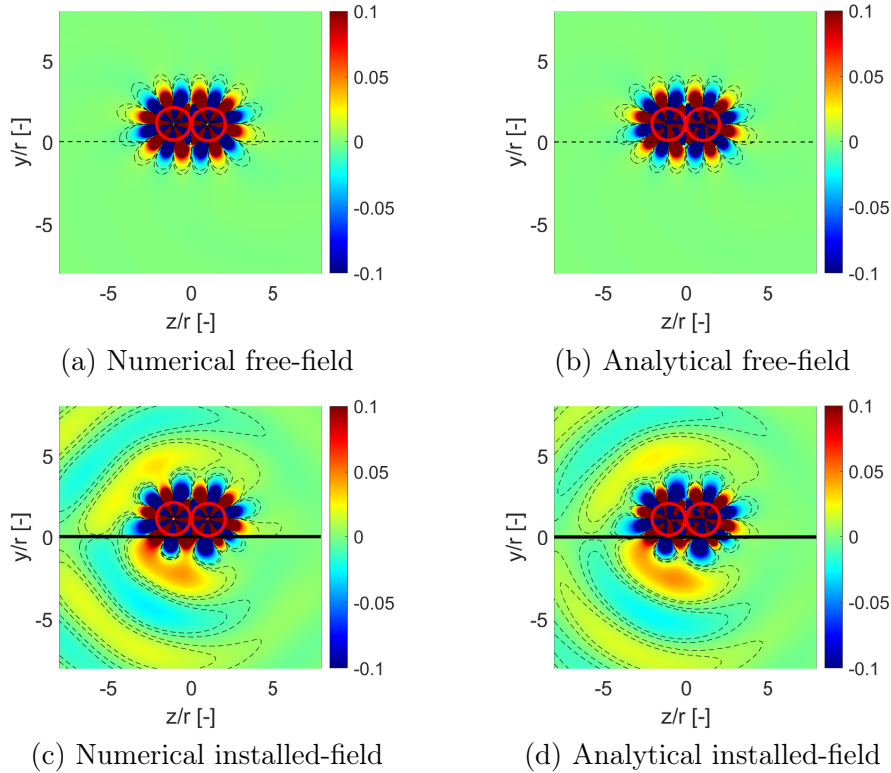 0.1
0.05
0
-0.05
-0.1
5
0
-5
y/r [-]
-5 0 5
z/r [-]
(a) Numerical free-field
0.1
0.05
0
-0.05
-0.1
5
0
-5
y/r [-]
-5 0 5
z/r [-]
(b) Analytical free-field
0.1
0.05
0
-0.05
-0.1
5
0
-5
y/r [-]
-5 0 5
z/r [-]
(c) Numerical installed-field
0.1
0.05
0
-0.05
-0.1
5
0
-5
y/r [-]
-5 0 5
z/r [-]
(d) Analytical installed-field